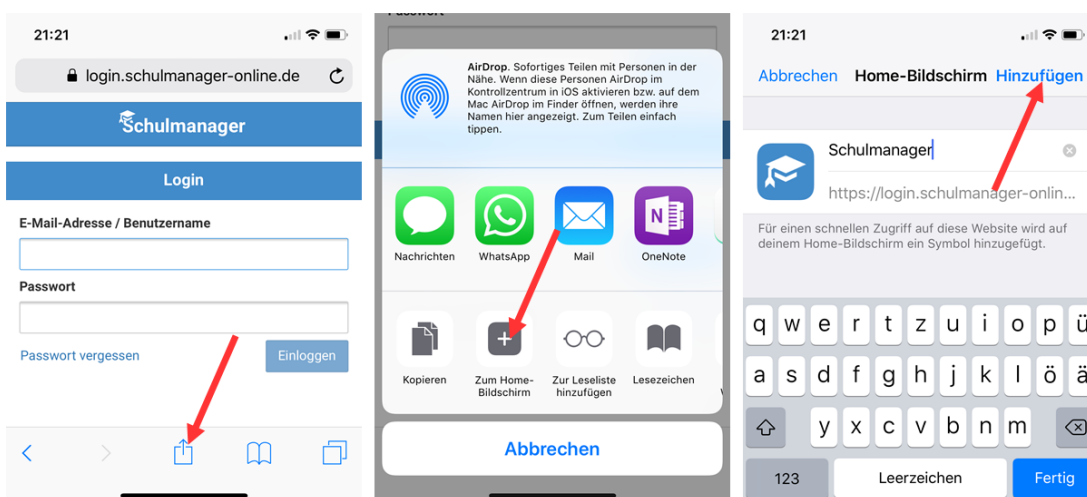 21:21
login.schulmanager-online.de
Schulmanager
Login
E-Mail-Adresse / Benutzername
Passwort
Passwort vergessen
Einloggen
Passwort
AirDrop. Sofortiges Teilen mit Personen in der
Nähe. Wenn diese Personen AirDrop im
Kontrollzentrum in iOS aktivieren bzw. auf dem
Mac AirDrop im Finder öffnen, werden ihre
Namen hier angezeigt. Zum Teilen einfach
tippen.
Nachrichten
WhatsApp
Mail
N
OneNote
Kopieren
Zum Home-
Bildschirm
Zur Leseliste
hinzufügen
Lesezeichen
Abbrechen
21:21
Abbrechen Home-Bildschirm Hinzufügen
Schulmanager
https://login.schulmanager-onlin...
Für einen schnellen Zugriff auf diese Website wird auf
deinem Home-Bildschirm ein Symbol hinzugefügt.
q w e r t z u i o p ü
a s d f g h j k l ö ä
y x c v b n m
123 Leerzeichen Fertig